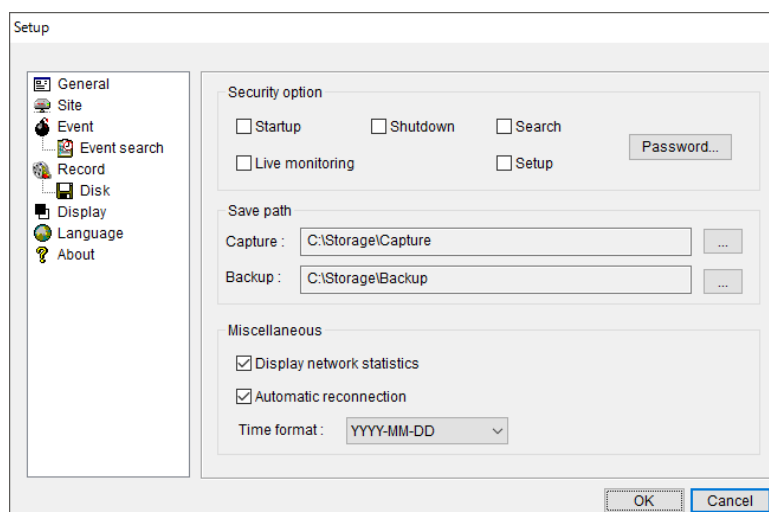 Setup
General
Site
Event
Event search
Record
Disk
Display
Language
About
Security option
Startup
Shutdown
Search
Live monitoring
Setup
Password...
Save path
Capture :
C:\Storage\Capture
...
Backup :
C:\Storage\Backup
...
Miscellaneous
Display network statistics
Automatic reconnection
Time format :
YYYY-MM-DD
OK
Cancel